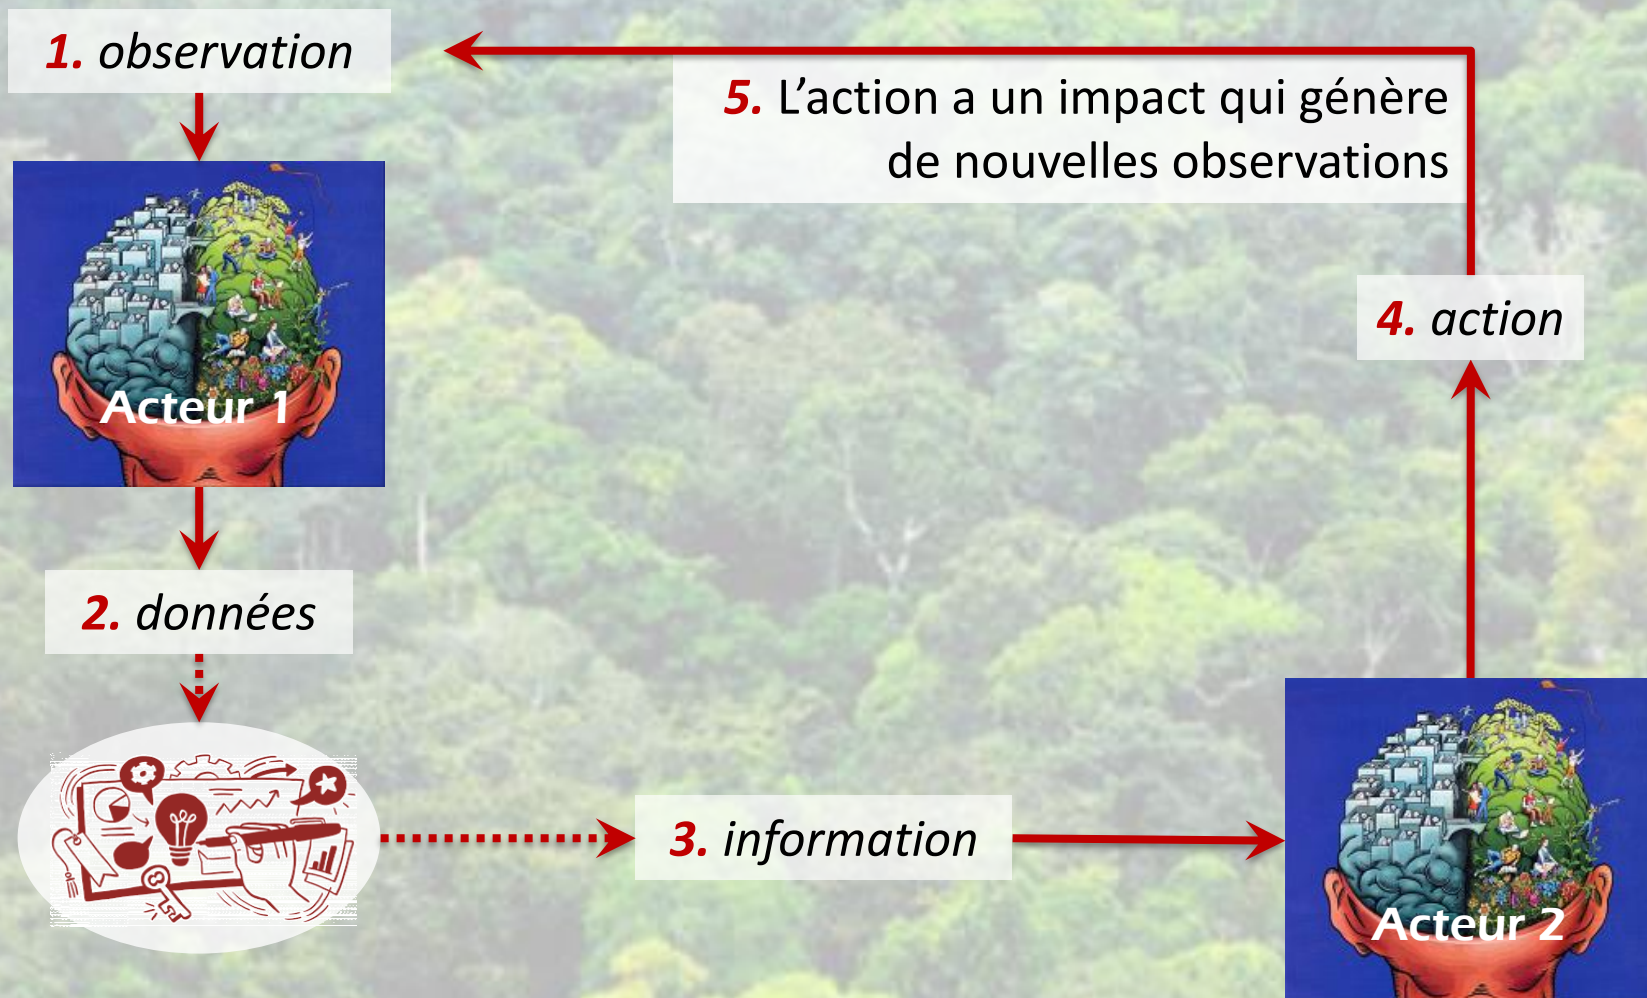 1. observation
5. L’action a un impact qui génère
de nouvelles observations
4. action
Acteur 1
2. données
3. information
Acteur 2